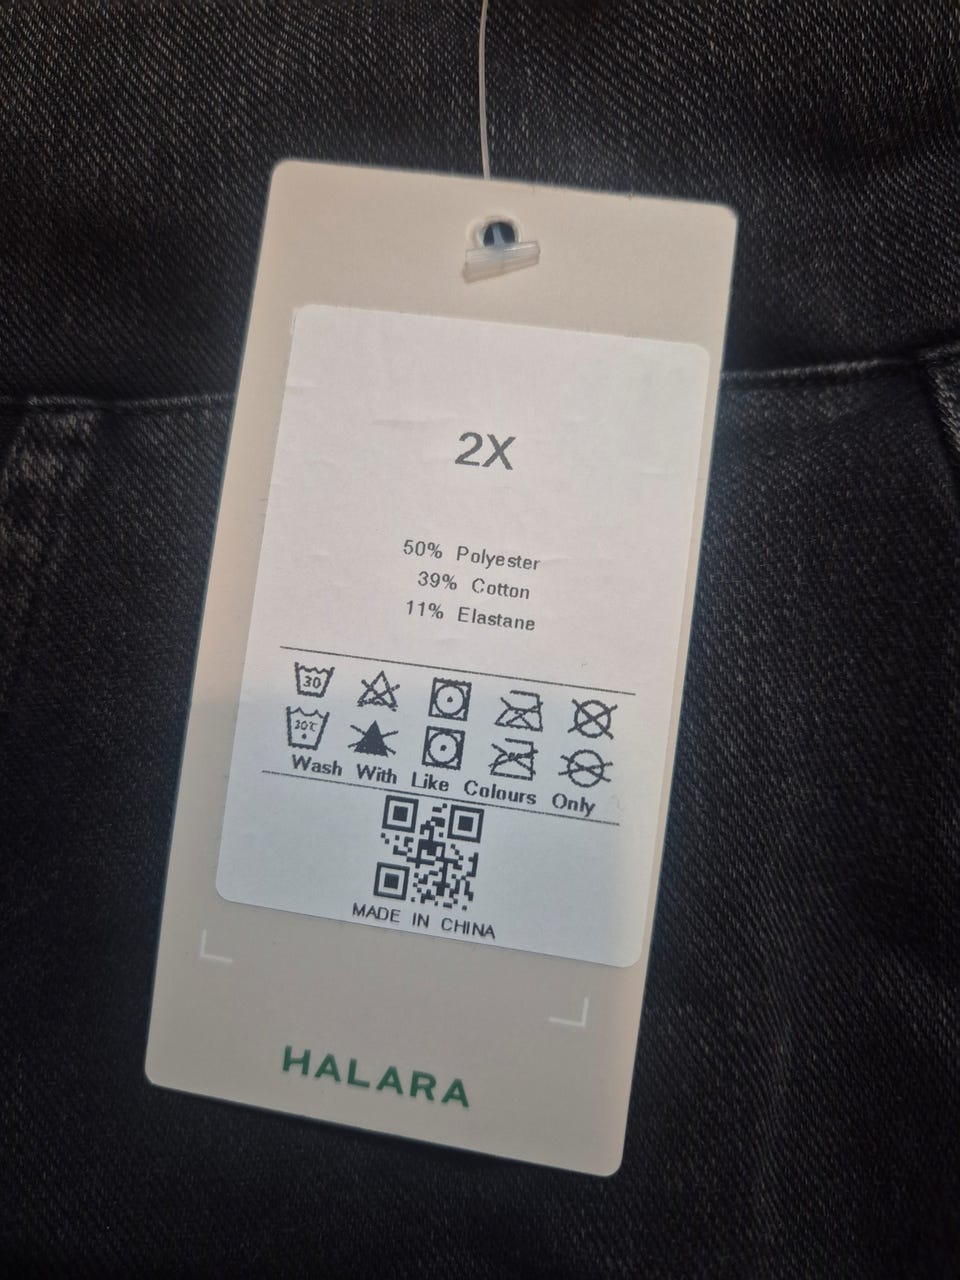 2X
50% Polyester
39% Cotton
11% Elastane
30
30℃
Wash With Like Colours Only
MADE IN CHINA
HALARA